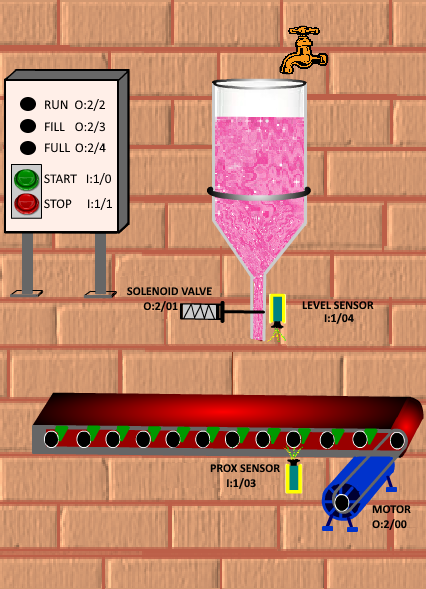 RUN O:2/2
FILL O:2/3
FULL O:2/4
START I:1/0
STOP I:1/1
SOLENOID VALVE
O:2/01
LEVEL SENSOR
I:1/04
PROX SENSOR
I:1/03
MOTOR
O:2/00